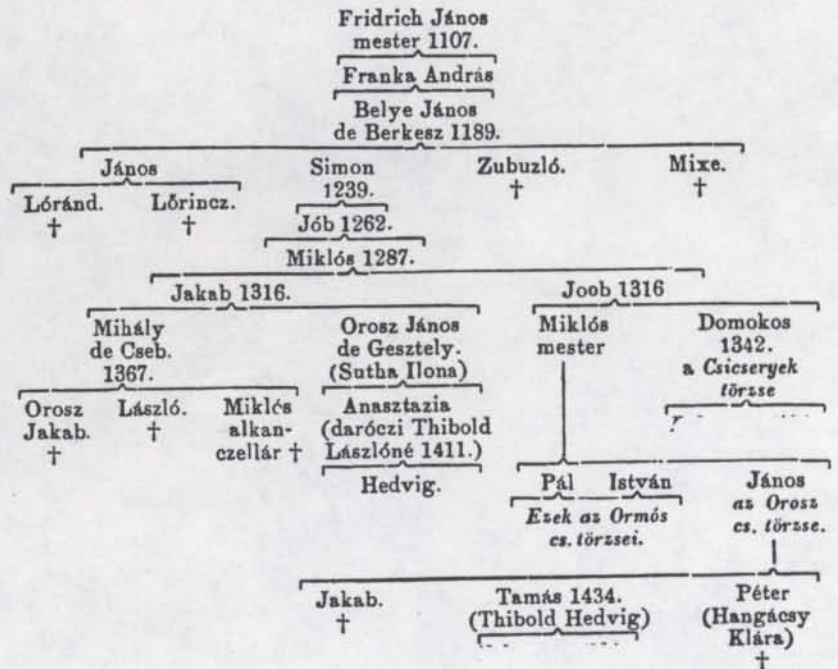 Fridrich János
mester 1107.
Franka András
Belye János
de Berkesz 1189.
János Simon Zubuzló. Mixe.
1239. † †
Lóránd. Lőrincz.
† † Jób 1262.
Miklós 1287.
Jakab 1316. Joob 1316
Mihály Orosz János Miklós Domokos
de Cseb. de Gesztely. mester 1342.
1367. (Sutha Ilona) a Csicseryek
törzse
Orosz László. Miklós Anasztazia
Jakab. † alkan- (daróczi Thibold
† czellár † Lászlóné 1411.)
Hedvig. Pál István János
Ezek az Ormós az Orosz
cs. törzsei. cs. törzse.
Jakab. Tamás 1434. Péter
† (Thibold Hedvig) (Hangácsy
Klára)
†